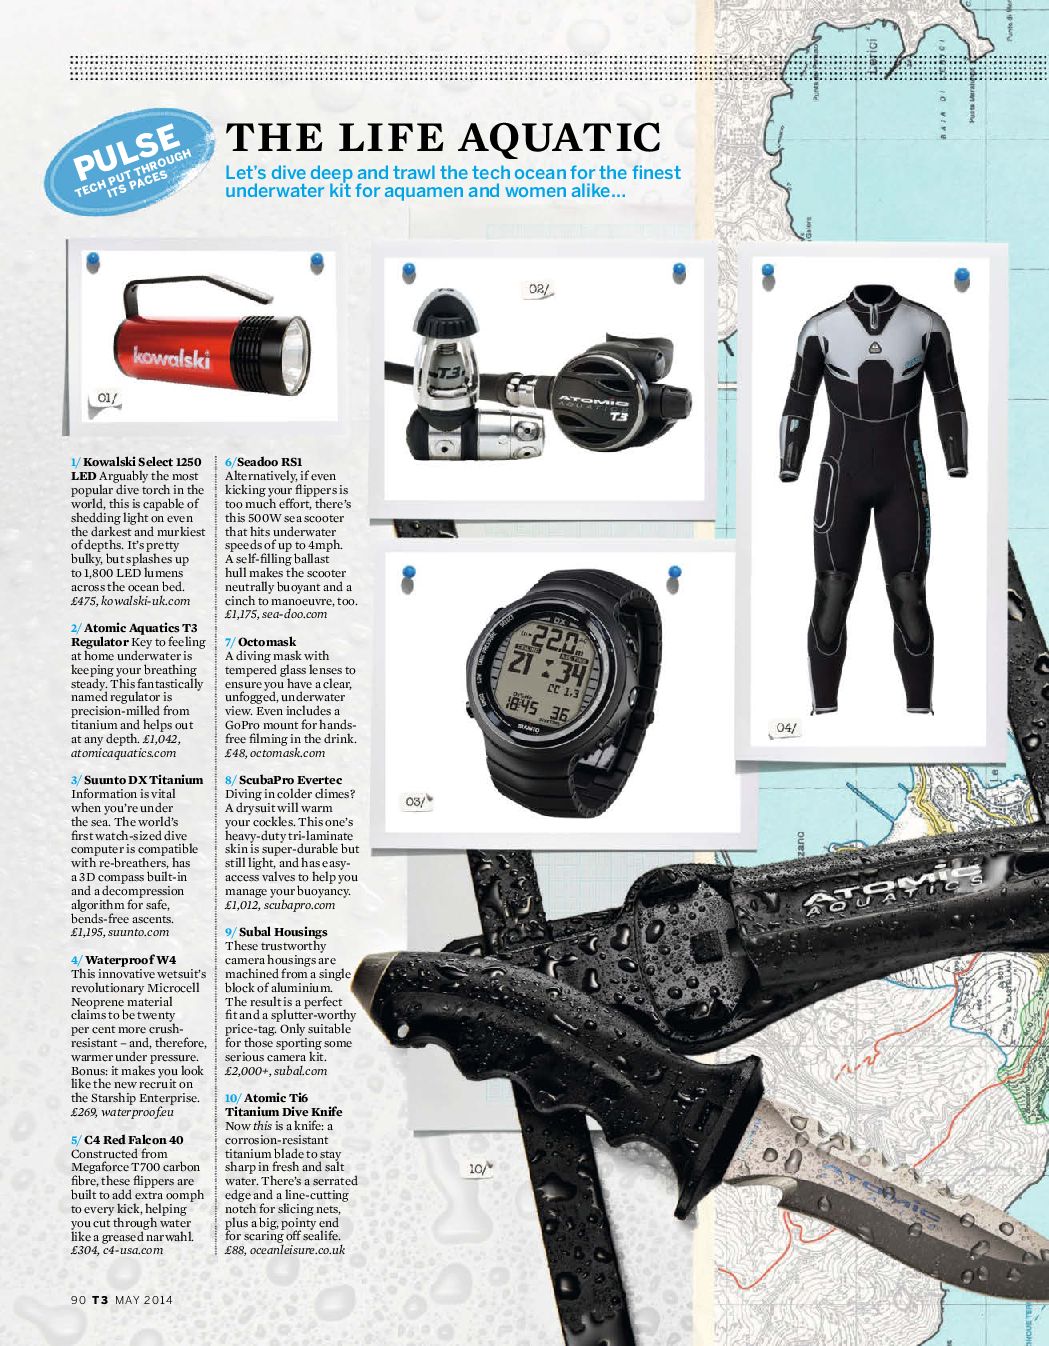 PULSE
TECH PUT THROUGH
ITS PACES
THE LIFE AQUATIC
Let's dive deep and trawl the tech ocean for the finest
underwater kit for aquamen and women alike...
kowalski
01/
02/
T3
ATOMIC
AQUATICS
T3
03/
DX
22.0
21
34
CC 1.3
18:45
36
SUUNTO
04/
1/ Kowalski Select 1250
LED Arguably the most
popular dive torch in the
world, this is capable of
shedding light on even
the darkest and murkiest
of depths. It's pretty
bulky, but splashes up
to 1,800 LED lumens
across the ocean bed.
£475, kowalski-uk.com
2/ Atomic Aquatics T3
Regulator Key to feeling
at home underwater is
keeping your breathing
steady. This fantastically
named regulator is
precision-milled from
titanium and helps out
at any depth. £1,042,
atomicaquatics.com
3/ Suunto DX Titanium
Information is vital
when you're under
the sea. The world's
first watch-sized dive
computer is compatible
with re-breathers, has
a 3D compass built-in
and a decompression
algorithm for safe,
bends-free ascents.
£1,195, suunto.com
4/ Waterproof W4
This innovative wetsuit's
revolutionary Microcell
Neoprene material
claims to be twenty
per cent more crush-
resistant – and, therefore,
warmer under pressure.
Bonus: it makes you look
like the new recruit on
the Starship Enterprise.
£269, waterproof.eu
5/ C4 Red Falcon 40
Constructed from
Megaforce T700 carbon
fibre, these flippers are
built to add extra oomph
to every kick, helping
you cut through water
like a greased narwahl.
£304, c4-usa.com
6/ Seadoo RS1
Alternatively, if even
kicking your flippers is
too much effort, there's
this 500W sea scooter
that hits underwater
speeds of up to 4mph.
A self-filling ballast
hull makes the scooter
neutrally buoyant and a
cinch to manoeuvre, too.
£1,175, sea-doo.com
7/ Octomask
A diving mask with
tempered glass lenses to
ensure you have a clear,
unfogged, underwater
view. Even includes a
GoPro mount for hands-
free filming in the drink.
£48, octomask.com
8/ ScubaPro Evertec
Diving in colder climes?
A drysuit will warm
your cockles. This one's
heavy-duty tri-laminate
skin is super-durable but
still light, and has easy-
access valves to help you
manage your buoyancy.
£1,012, scubapro.com
9/ Subal Housings
These trustworthy
camera housings are
machined from a single
block of aluminium.
The result is a perfect
fit and a splutter-worthy
price-tag. Only suitable
for those sporting some
serious camera kit.
£2,000+, subal.com
10/ Atomic Ti6
Titanium Dive Knife
Now this is a knife: a
corrosion-resistant
titanium blade to stay
sharp in fresh and salt
water. There's a serrated
edge and a line-cutting
notch for slicing nets,
plus a big, pointy end
for scaring off sealife.
£88, oceanleisure.co.uk
10/
ATOMIC
AQUATICS
ATOMIC
Lerici
90 T3 MAY 2014